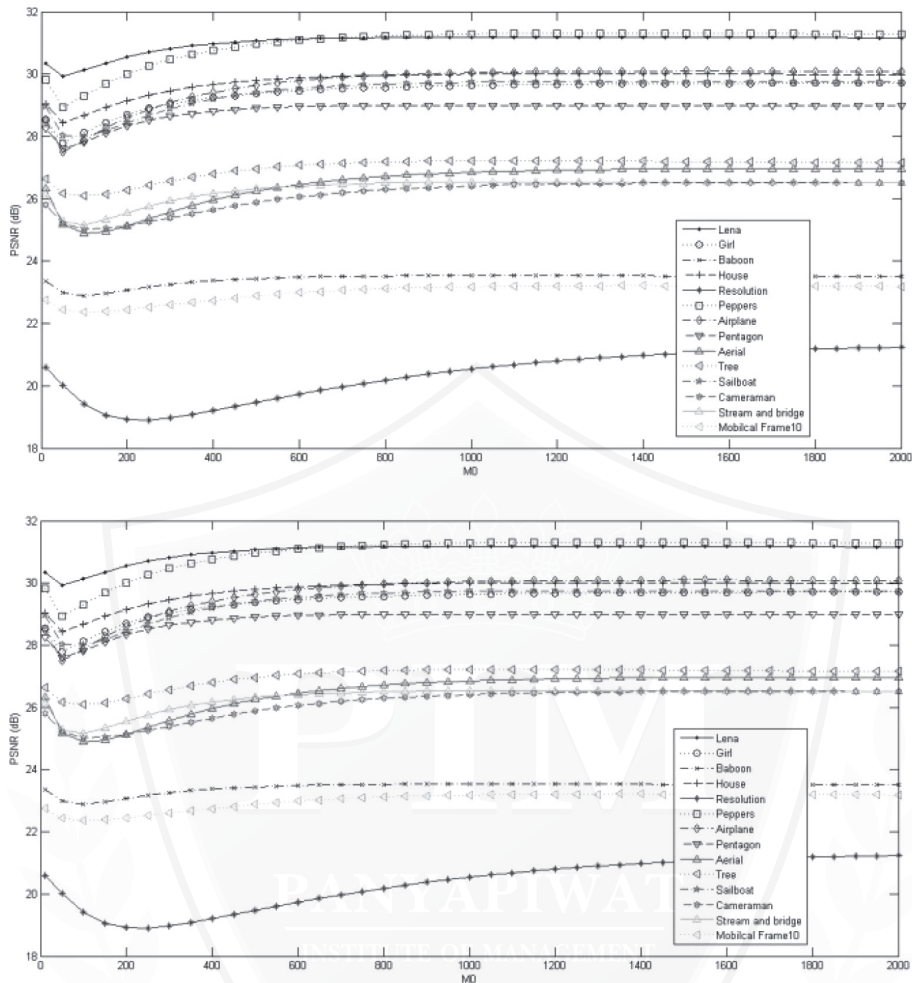 32
30
28
26
24
22
20
18
PSNR (dB)
0 200 400 600 800 1000 1200 1400 1600 1800 2000
M0
Lena
Girl
Baboon
House
Resolution
Peppers
Airplane
Pentagon
Aerial
Tree
Sailboat
Cameraman
Stream and bridge
Mobilcal Frame10
32
30
28
26
24
22
20
18
PSNR (dB)
0 200 400 600 800 1000 1200 1400 1600 1800 2000
M0
Lena
Girl
Baboon
House
Resolution
Peppers
Airplane
Pentagon
Aerial
Tree
Sailboat
Cameraman
Stream and bridge
Mobilcal Frame10
PIM
PANYAPIWAT
INSTITUTE OF MANAGEMENT